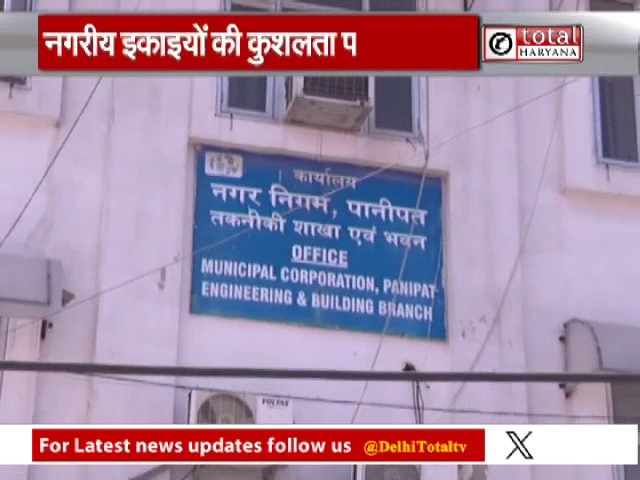 नगरीय इकाइयों की कुशलता प
total
HARYANA
कार्यालय
नगर निगम, पानीपत
तकनीकी शाखा एवं भवन
OFFICE
MUNICIPAL CORPORATION, PANIPAT
ENGINEERING & BUILDING BRANCH
VOLTAS
For Latest news updates follow us @DelhiTotaltv X